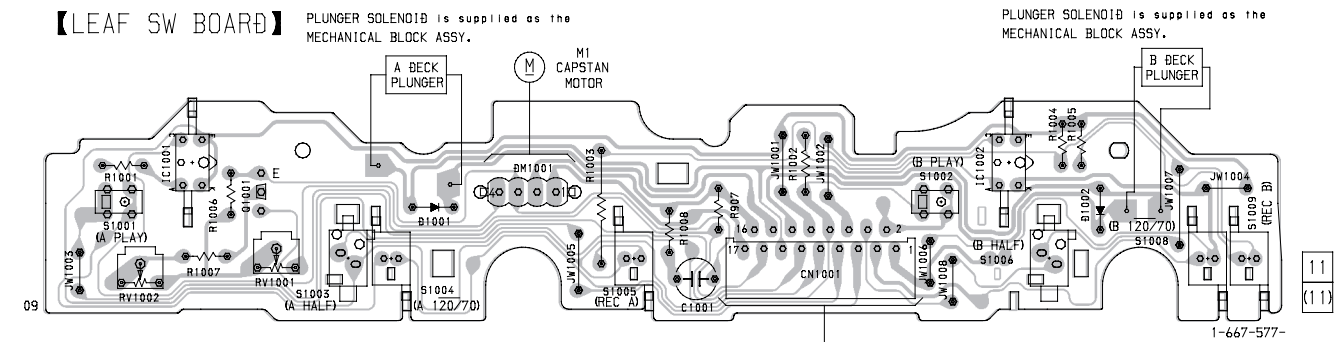 【LEAF SW BOARD】
PLUNGER SOLENOID is supplied as the
MECHANICAL BLOCK ASSY.
PLUNGER SOLENOID is supplied as the
MECHANICAL BLOCK ASSY.
A DECK
PLUNGER
M
M1
CAPSTAN
MOTOR
B DECK
PLUNGER
IC1001
R1001
S1001
(A PLAY)
R1006
Q1001
E
D1001
DM1001
4
1
R1003
JW1001
R1002
JW1002
(B PLAY)
S1002
IC1002
R1004
R1005
D1002
JW1007
JW1004
S1009
(REC B)
(B 120/70)
S1008
JW1003
RV1002
R1007
RV1001
S1003
(A HALF)
S1004
(A 120/70)
JW1005
S1005
(REC A)
R1008
R907
C1001
16
2
17
1
CN1001
JW1006
JW1008
(B HALF)
S1006
09
11
(11)
1-667-577-